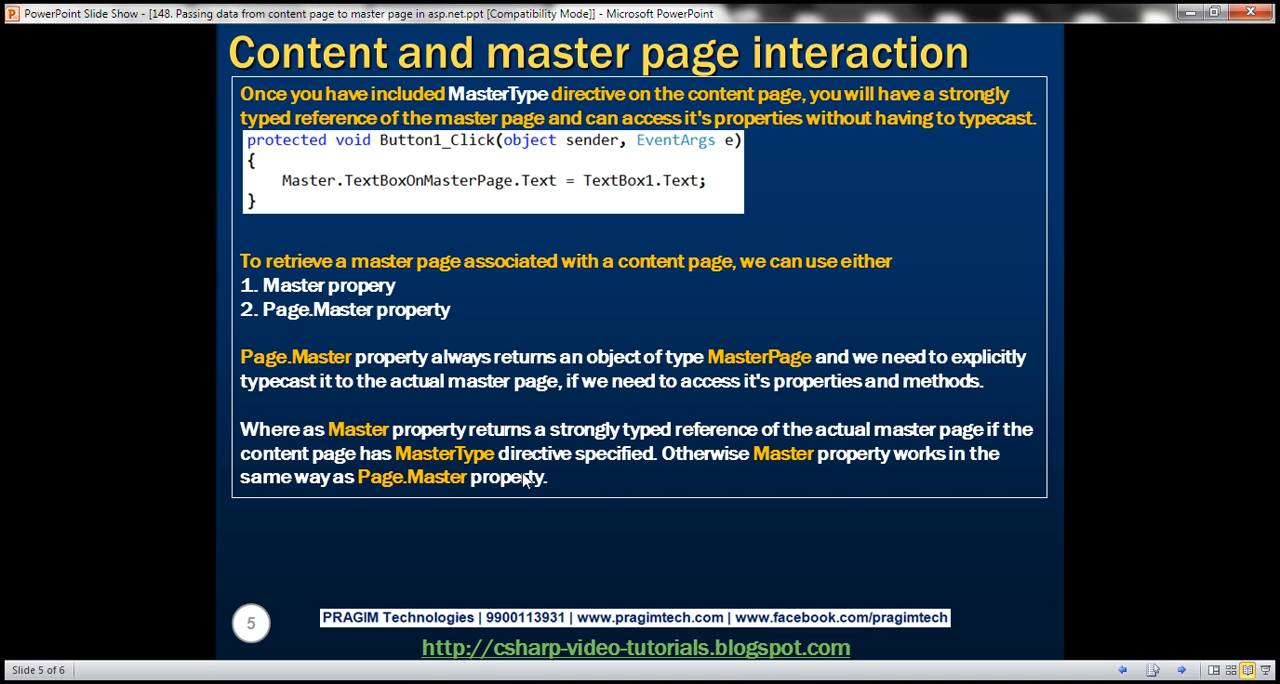 PowerPoint Slide Show - [148. Passing data from content page to master page in asp.net.ppt [Compatibility Mode]] - Microsoft PowerPoint
Content and master page interaction
Once you have included MasterType directive on the content page, you will have a strongly
typed reference of the master page and can access it's properties without having to typecast.
protected void Button1_Click(object sender, EventArgs e)
{
    Master.TextBoxOnMasterPage.Text = TextBox1.Text;
}
To retrieve a master page associated with a content page, we can use either
1. Master propery
2. Page.Master property
Page.Master property always returns an object of type MasterPage and we need to explicitly
typecast it to the actual master page, if we need to access it's properties and methods.
Where as Master property returns a strongly typed reference of the actual master page if the
content page has MasterType directive specified. Otherwise Master property works in the
same way as Page.Master property.
5
PRAGIM Technologies | 9900113931 | www.pragimtech.com | www.facebook.com/pragimtech
http://csharp-video-tutorials.blogspot.com
Slide 5 of 6